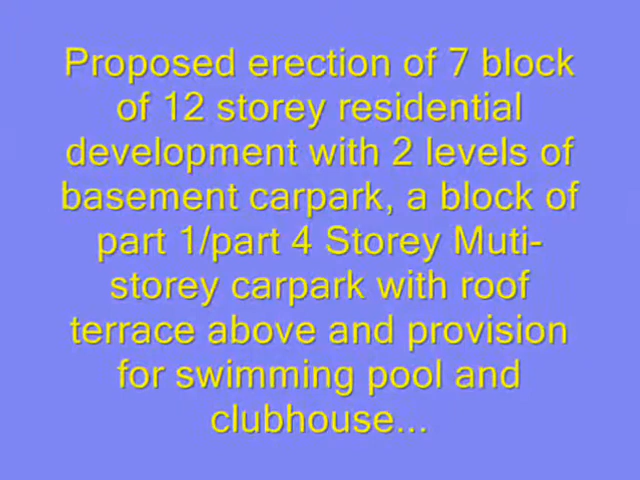 Proposed erection of 7 block
of 12 storey residential
development with 2 levels of
basement carpark, a block of
part 1/part 4 Storey Muti-
storey carpark with roof
terrace above and provision
for swimming pool and
clubhouse...